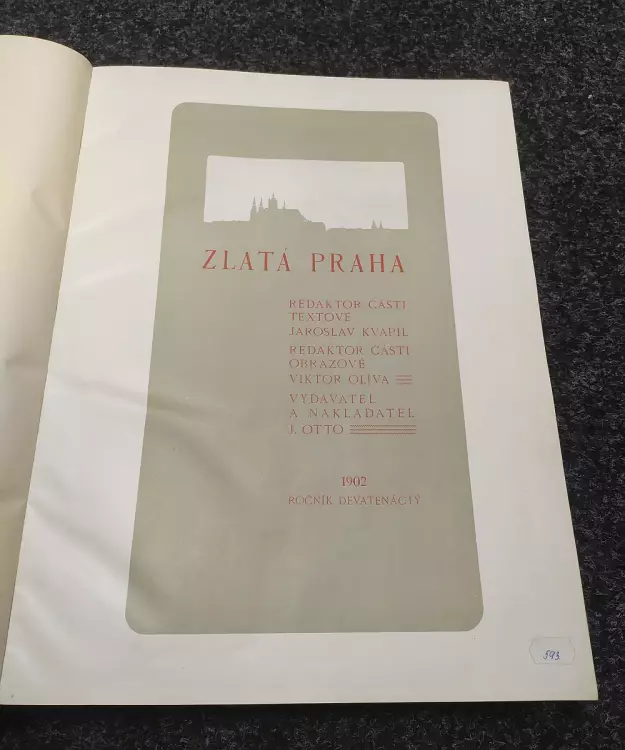 ZLATÁ PRAHA
REDAKTOR ČÁSTI
TEXTOVÉ
JAROSLAV KVAPIL
REDAKTOR ČÁSTI
OBRAZOVÉ
VIKTOR OLIVA
VYDAVATEL
A NAKLADATEL
J. OTTO
1902
ROČNÍK DEVATENÁCTÝ
593